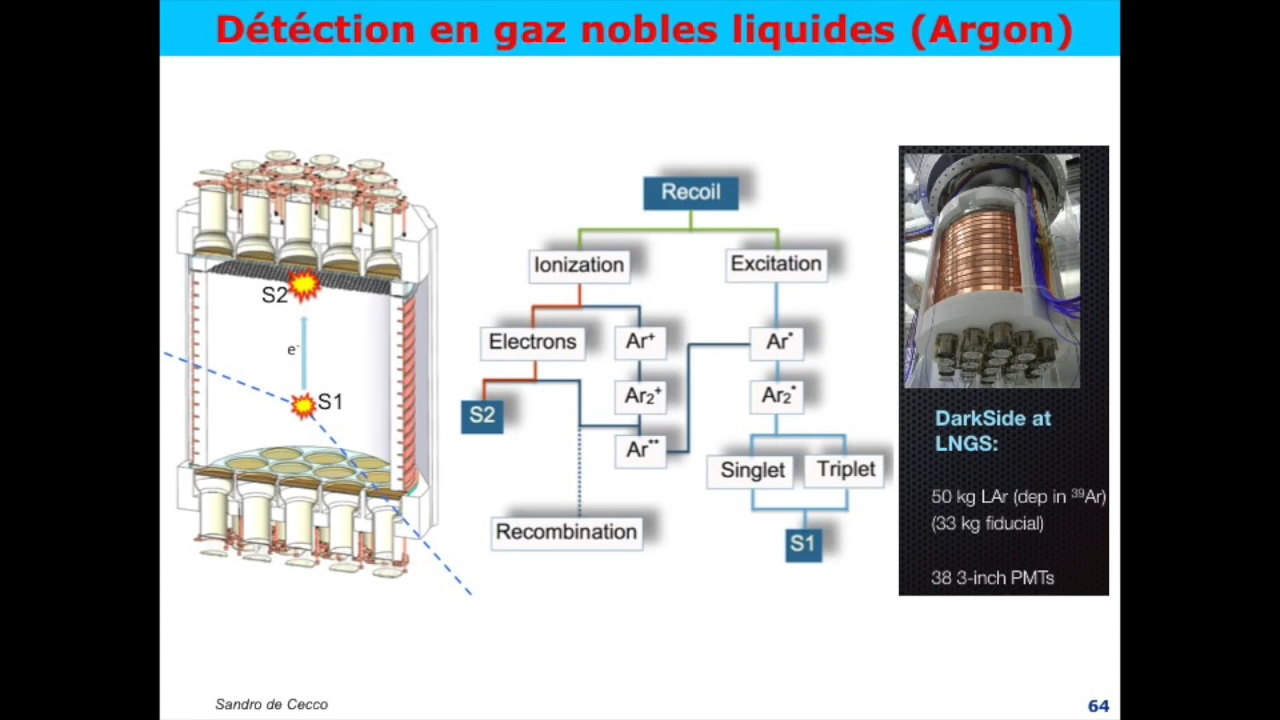 Détéction en gaz nobles liquides (Argon)
S2
e-
S1
Recoil
Ionization
Excitation
Electrons
Ar+
Ar*
S2
Ar2+
Ar2*
Ar**
Singlet
Triplet
Recombination
S1
DarkSide at
LNGS:
50 kg LAr (dep in 39Ar)
(33 kg fiducial)
38 3-inch PMTs
Sandro de Cecco
64